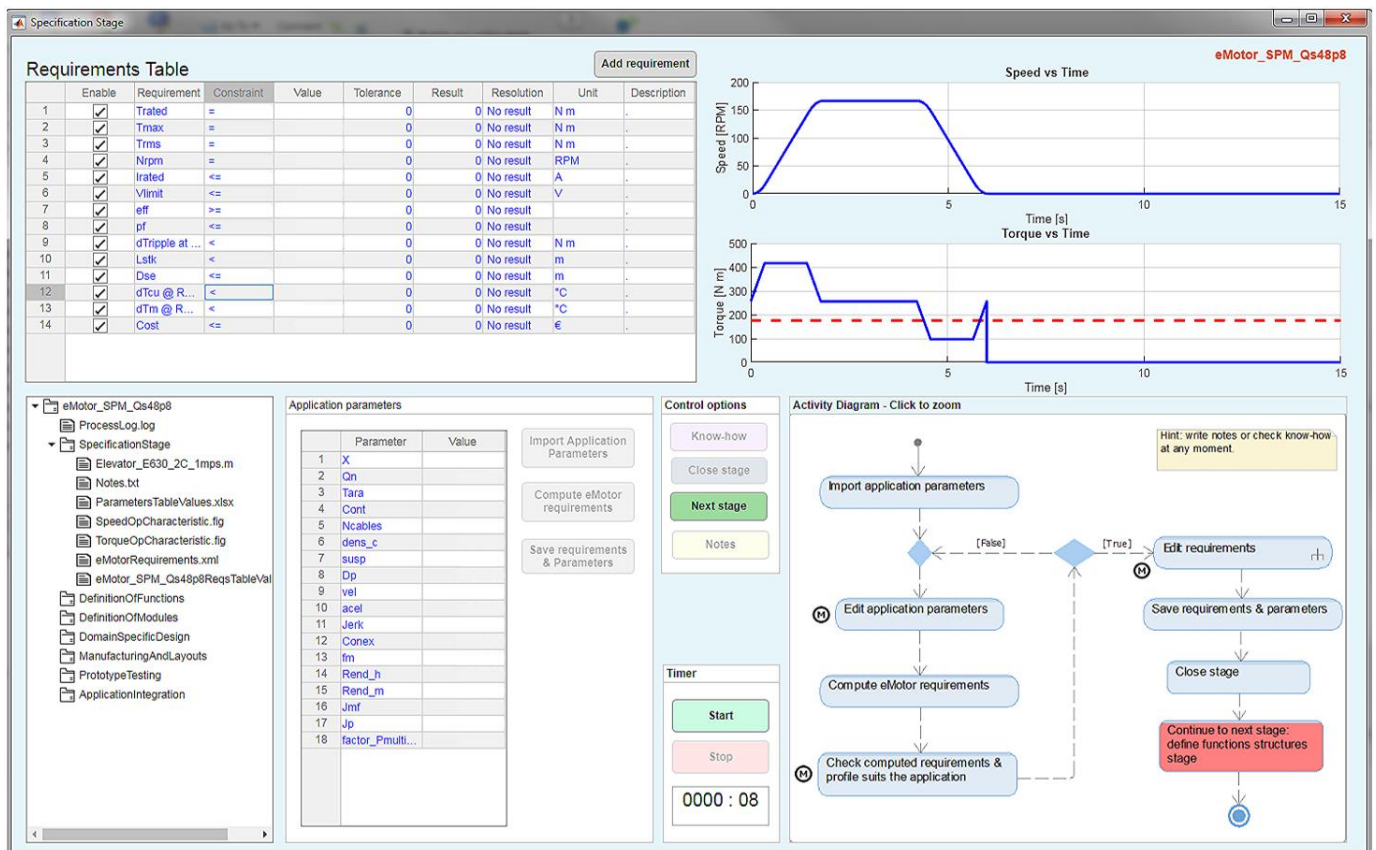 Specification Stage
Requirements Table
Add requirement
Enable Requirement Constraint Value Tolerance Result Resolution Unit Description
1 Trated = 0 0 No result N m .
2 Tmax = 0 0 No result N m .
3 Trms = 0 0 No result N m .
4 Nrpm = 0 0 No result RPM .
5 Irated <= 0 0 No result A .
6 Vlimit <= 0 0 No result V .
7 eff >= 0 0 No result .
8 pf <= 0 0 No result .
9 dTripple at ... < 0 0 No result N m .
10 Lstk < 0 0 No result m .
11 Dse <= 0 0 No result m .
12 dTcu @ R... < 0 0 No result °C .
13 dTm @ R... < 0 0 No result °C .
14 Cost <= 0 0 No result € .
eMotor_SPM_Qs48p8
Speed vs Time
200
150
100
50
0
Speed [RPM]
0 5 10 15
Time [s]
Torque vs Time
500
400
300
200
100
0
Torque [N m]
0 5 10 15
Time [s]
eMotor_SPM_Qs48p8
ProcessLog.log
SpecificationStage
Elevator_E630_2C_1mps.m
Notes.txt
ParametersTableValues.xlsx
SpeedOpCharacteristic.fig
TorqueOpCharacteristic.fig
eMotorRequirements.xml
eMotor_SPM_Qs48p8ReqsTableVal
DefinitionOfFunctions
DefinitionOfModules
DomainSpecificDesign
ManufacturingAndLayouts
PrototypeTesting
ApplicationIntegration
Application parameters
Parameter Value
1 X
2 Qn
3 Tara
4 Cont
5 Ncables
6 dens_c
7 susp
8 Dp
9 vel
10 acel
11 Jerk
12 Conex
13 fm
14 Rend_h
15 Rend_m
16 Jmf
17 Jp
18 factor_Pmulti...
Import Application
Parameters
Compute eMotor
requirements
Save requirements
& Parameters
Control options
Know-how
Close stage
Next stage
Notes
Timer
Start
Stop
0000 : 08
Activity Diagram - Click to zoom
Hint: write notes or check know-how
at any moment.
Import application parameters
[False]
[True]
Edit requirements
M
M
Edit application parameters
Save requirements & parameters
Compute eMotor requirements
Close stage
M
Check computed requirements &
profile suits the application
Continue to next stage:
define functions structures
stage